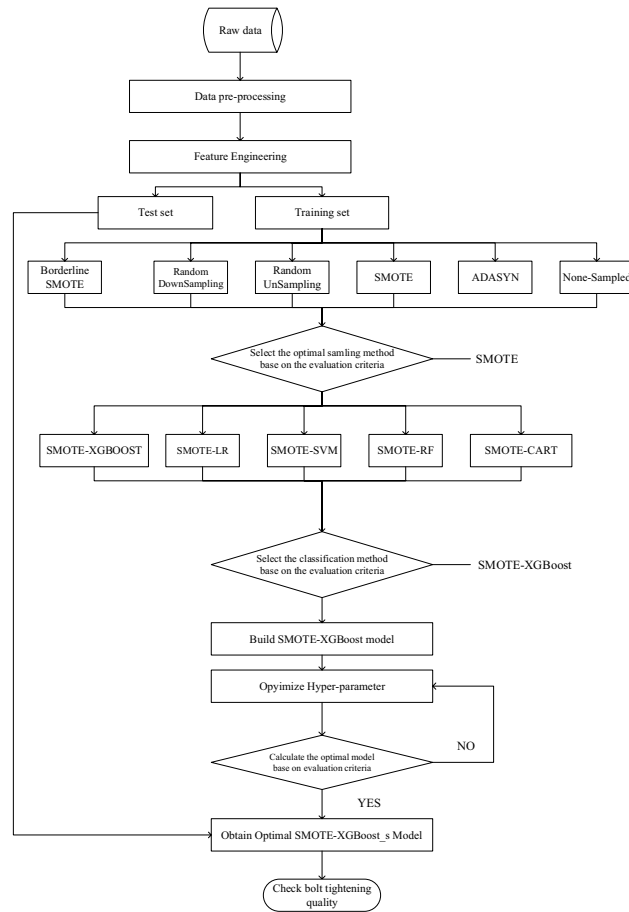 Raw data
Data pre-processing
Feature Engineering
Test set
Training set
Borderline
SMOTE
Random
DownSampling
Random
UnSampling
SMOTE
ADASYN
None-Sampled
Select the optimal samling method
base on the evaluation criteria
SMOTE
SMOTE-XGBOOST
SMOTE-LR
SMOTE-SVM
SMOTE-RF
SMOTE-CART
Select the classification method
base on the evaluation criteria
SMOTE-XGBoost
Build SMOTE-XGBoost model
Opyimize Hyper-parameter
Calculate the optimal model
base on evaluation criteria
NO
YES
Obtain Optimal SMOTE-XGBoost_s Model
Check bolt tightening
quality